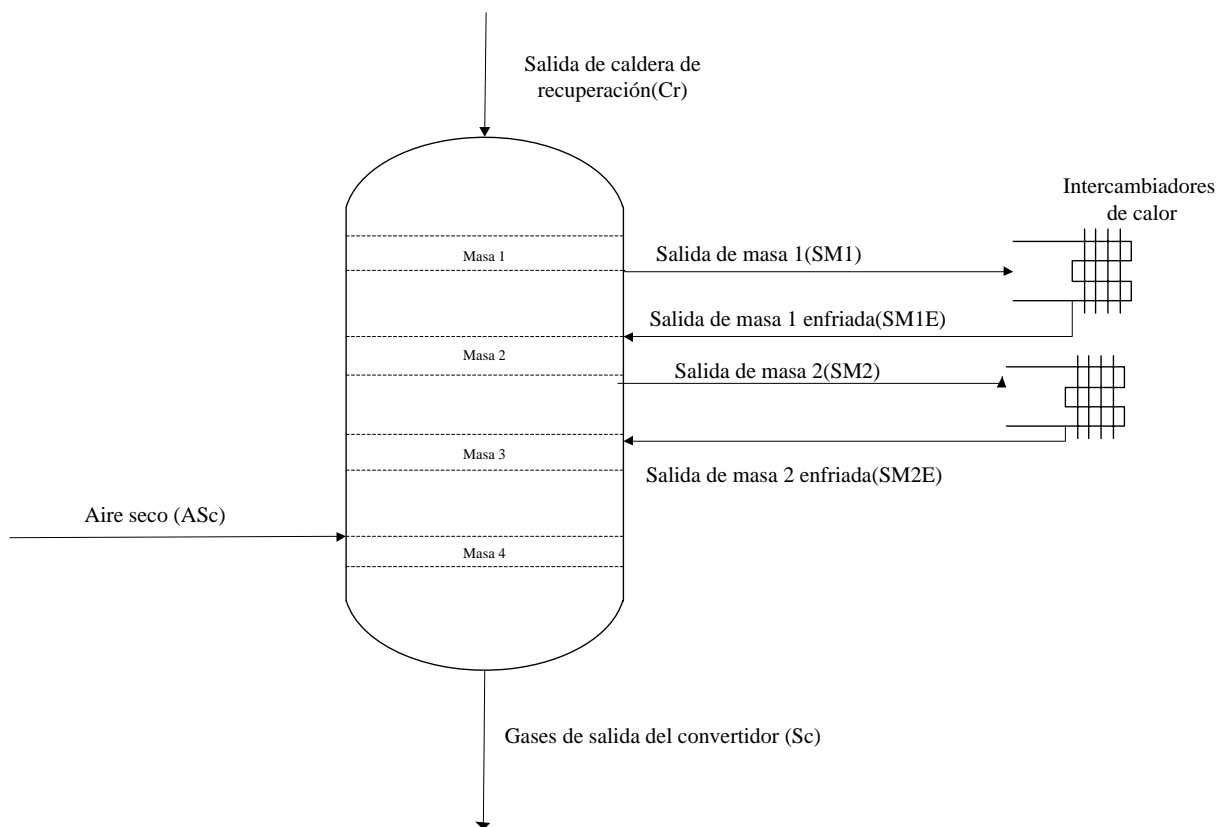 Salida de caldera de
recuperación(Cr)
Intercambiadores
de calor
Masa 1
Salida de masa 1(SM1)
Salida de masa 1 enfriada(SM1E)
Masa 2
Salida de masa 2(SM2)
Masa 3
Salida de masa 2 enfriada(SM2E)
Aire seco (ASc)
Masa 4
Gases de salida del convertidor (Sc)